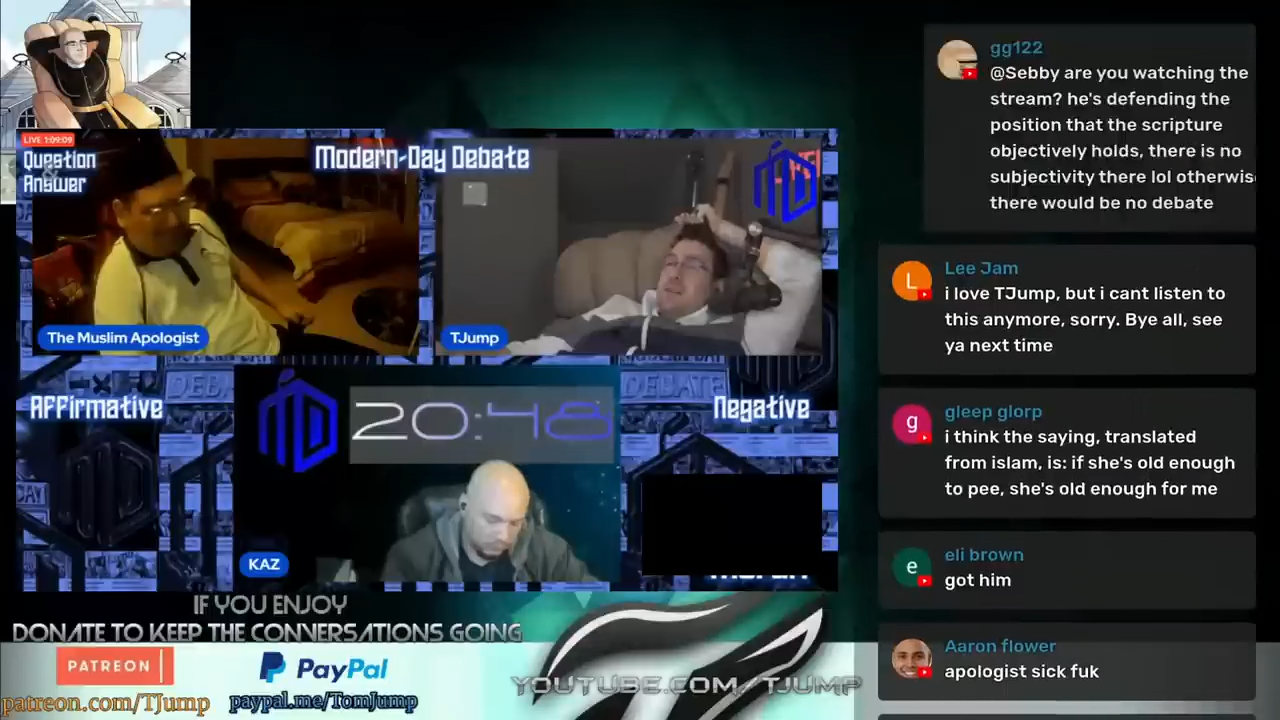 LIVE 1:09:09
Question
&
Answer
Modern-Day Debate
The Muslim Apologist
TJump
Affirmative
Negative
20:48
KAZ
IF YOU ENJOY
DONATE TO KEEP THE CONVERSATIONS GOING
PATREON
PayPal
patreon.com/TJump
paypal.me/TomJump
YOUTUBE.COM/TJUMP
gg122
@Sebby are you watching the
stream? he's defending the
position that the scripture
objectively holds, there is no
subjectivity there lol otherwis
there would be no debate
Lee Jam
i love TJump, but i cant listen to
this anymore, sorry. Bye all, see
ya next time
gleep glorp
i think the saying, translated
from islam, is: if she's old enough
to pee, she's old enough for me
eli brown
got him
Aaron flower
apologist sick fuk